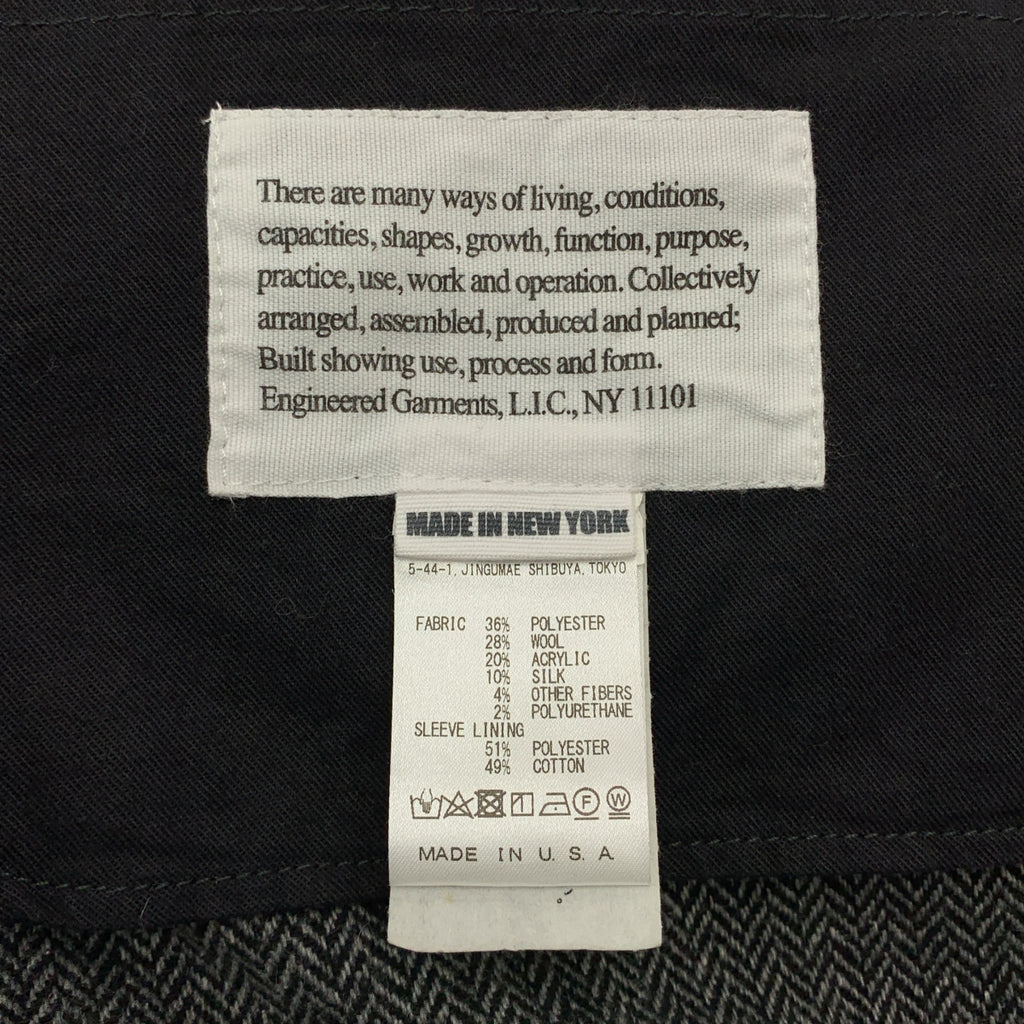 There are many ways of living, conditions,
capacities, shapes, growth, function, purpose,
practice, use, work and operation. Collectively
arranged, assembled, produced and planned;
Built showing use, process and form.
Engineered Garments, L.I.C., NY 11101
MADE IN NEW YORK
5-44-1, JINGUMAE SHIBUYA, TOKYO
FABRIC 36% POLYESTER
28% WOOL
20% ACRYLIC
10% SILK
4% OTHER FIBERS
2% POLYURETHANE
SLEEVE LINING
51% POLYESTER
49% COTTON
F W
MADE IN U. S. A